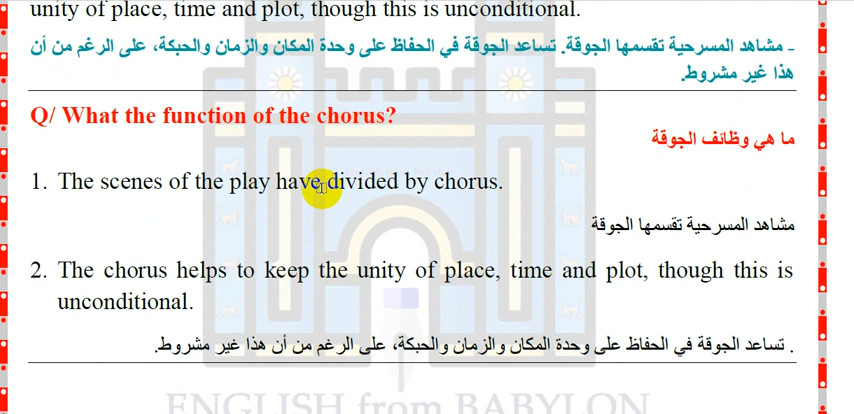 unity of place, time and plot, though this is unconditional.
- مشاهد المسرحية تقسمها الجوقة. تساعد الجوقة في الحفاظ على وحدة المكان والزمان والحبكة، على الرغم من أن
هذا غير مشروط.
Q/ What the function of the chorus?
ما هي وظائف الجوقة
1. The scenes of the play have divided by chorus.
مشاهد المسرحية تقسمها الجوقة
2. The chorus helps to keep the unity of place, time and plot, though this is
unconditional.
. تساعد الجوقة في الحفاظ على وحدة المكان والزمان والحبكة، على الرغم من أن هذا غير مشروط.
ENGLISH from BABYLON